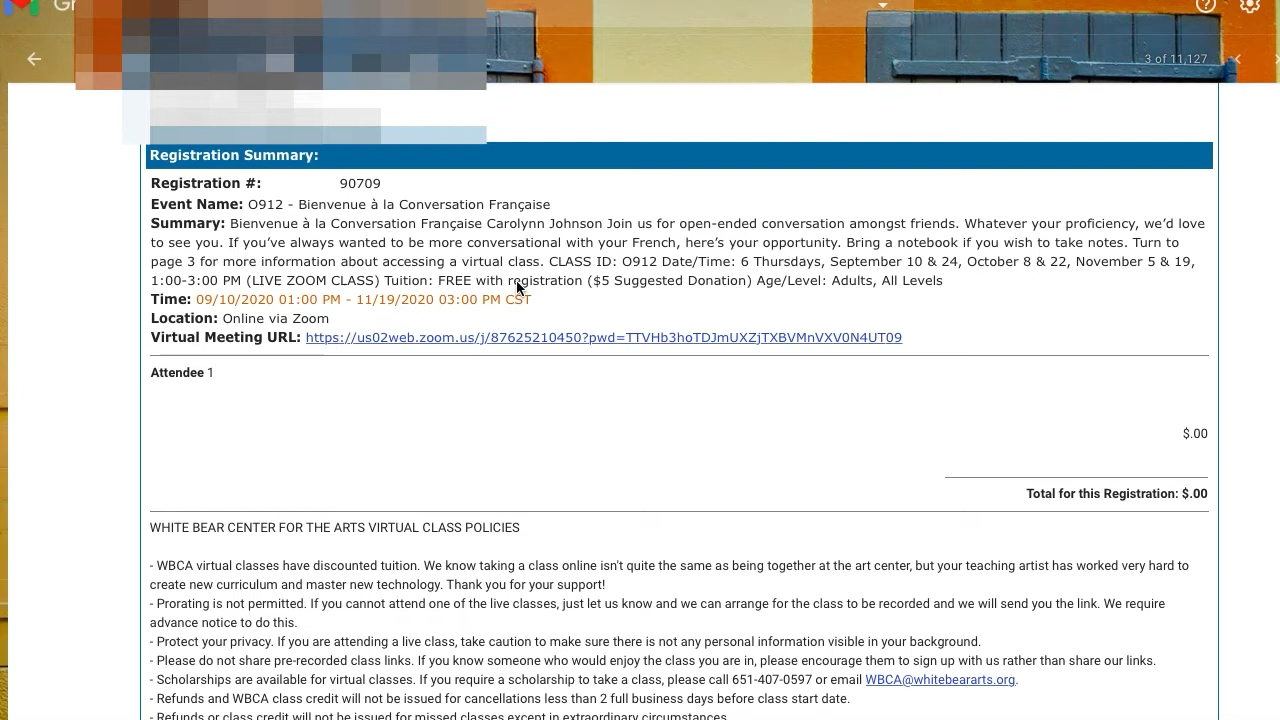 3 of 11,127
Registration Summary:
Registration #: 90709
Event Name: O912 - Bienvenue à la Conversation Française
Summary: Bienvenue à la Conversation Française Carolynn Johnson Join us for open-ended conversation amongst friends. Whatever your proficiency, we’d love
to see you. If you’ve always wanted to be more conversational with your French, here’s your opportunity. Bring a notebook if you wish to take notes. Turn to
page 3 for more information about accessing a virtual class. CLASS ID: O912 Date/Time: 6 Thursdays, September 10 & 24, October 8 & 22, November 5 & 19,
1:00-3:00 PM (LIVE ZOOM CLASS) Tuition: FREE with registration ($5 Suggested Donation) Age/Level: Adults, All Levels
Time: 09/10/2020 01:00 PM - 11/19/2020 03:00 PM CST
Location: Online via Zoom
Virtual Meeting URL: https://us02web.zoom.us/j/87625210450?pwd=TTVHb3hoTDJmUXZjTXBVMnVXV0N4UT09
Attendee 1
$.00
Total for this Registration: $.00
WHITE BEAR CENTER FOR THE ARTS VIRTUAL CLASS POLICIES
- WBCA virtual classes have discounted tuition. We know taking a class online isn't quite the same as being together at the art center, but your teaching artist has worked very hard to
create new curriculum and master new technology. Thank you for your support!
- Prorating is not permitted. If you cannot attend one of the live classes, just let us know and we can arrange for the class to be recorded and we will send you the link. We require
advance notice to do this.
- Protect your privacy. If you are attending a live class, take caution to make sure there is not any personal information visible in your background.
- Please do not share pre-recorded class links. If you know someone who would enjoy the class you are in, please encourage them to sign up with us rather than share our links.
- Scholarships are available for virtual classes. If you require a scholarship to take a class, please call 651-407-0597 or email WBCA@whitebeararts.org.
- Refunds and WBCA class credit will not be issued for cancellations less than 2 full business days before class start date.
- Refunds or class credit will not be issued for missed classes except in extraordinary circumstances.